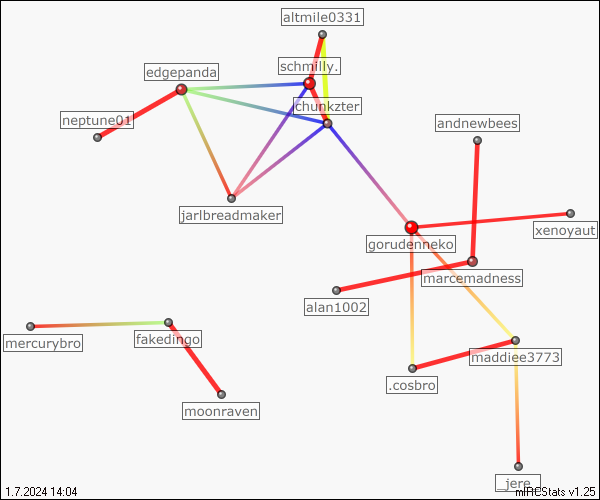 altmile0331
schmilly.
edgepanda
chunkzter
neptune01
andnewbees
jarlbreadmaker
xenoyaut
gorudenneko
marcemadness
alan1002
mercurybro
fakedingo
maddiee3773
.cosbro
moonraven
_jere_
1.7.2024 14:04
mIRCStats v1.25